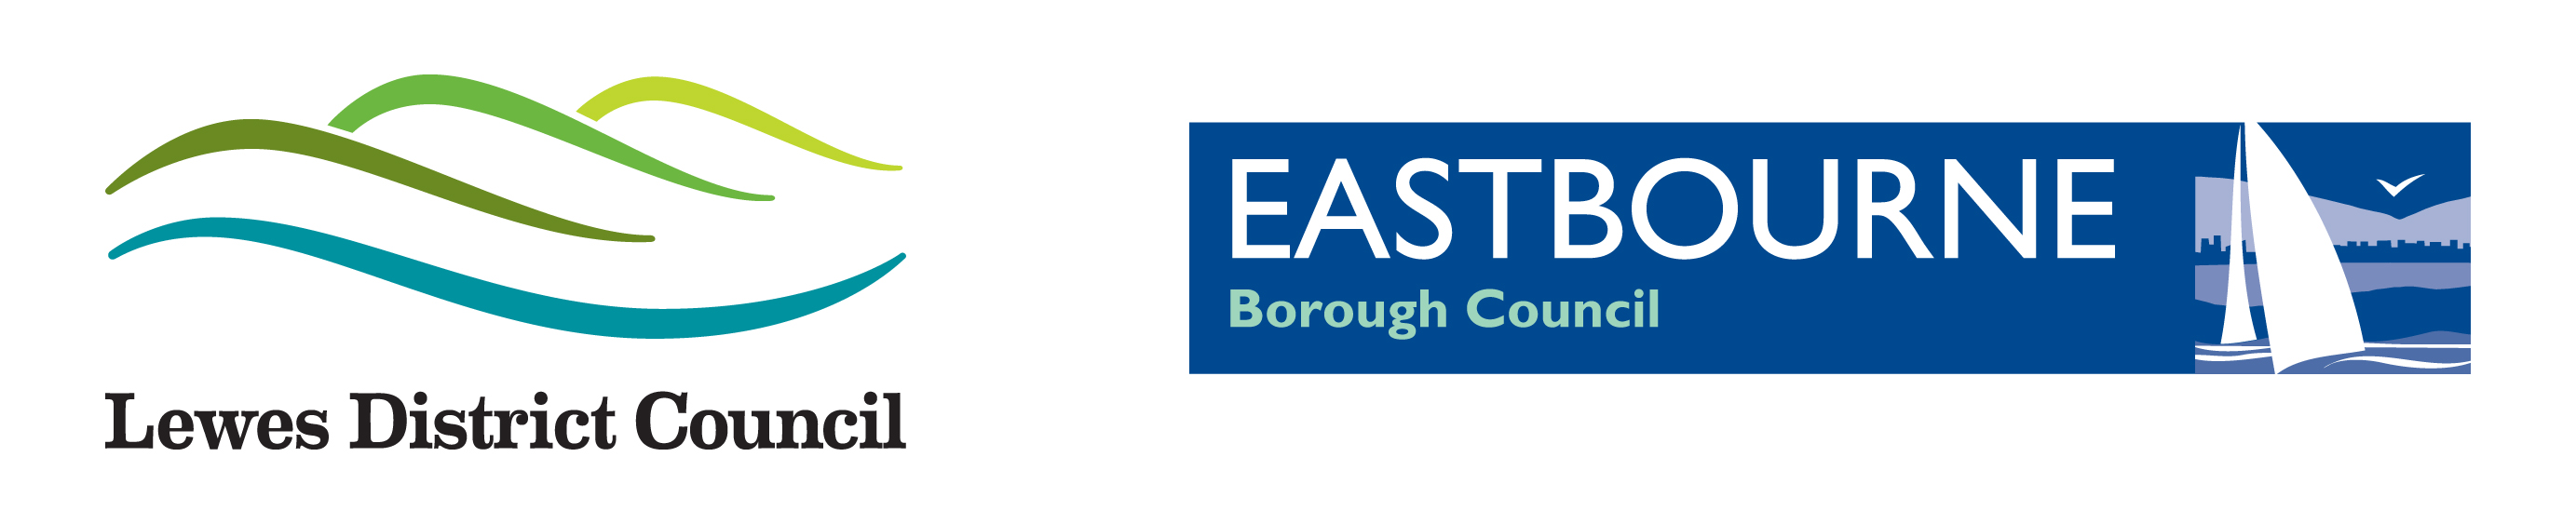 Lewes District Council
EASTBOURNE
Borough Council